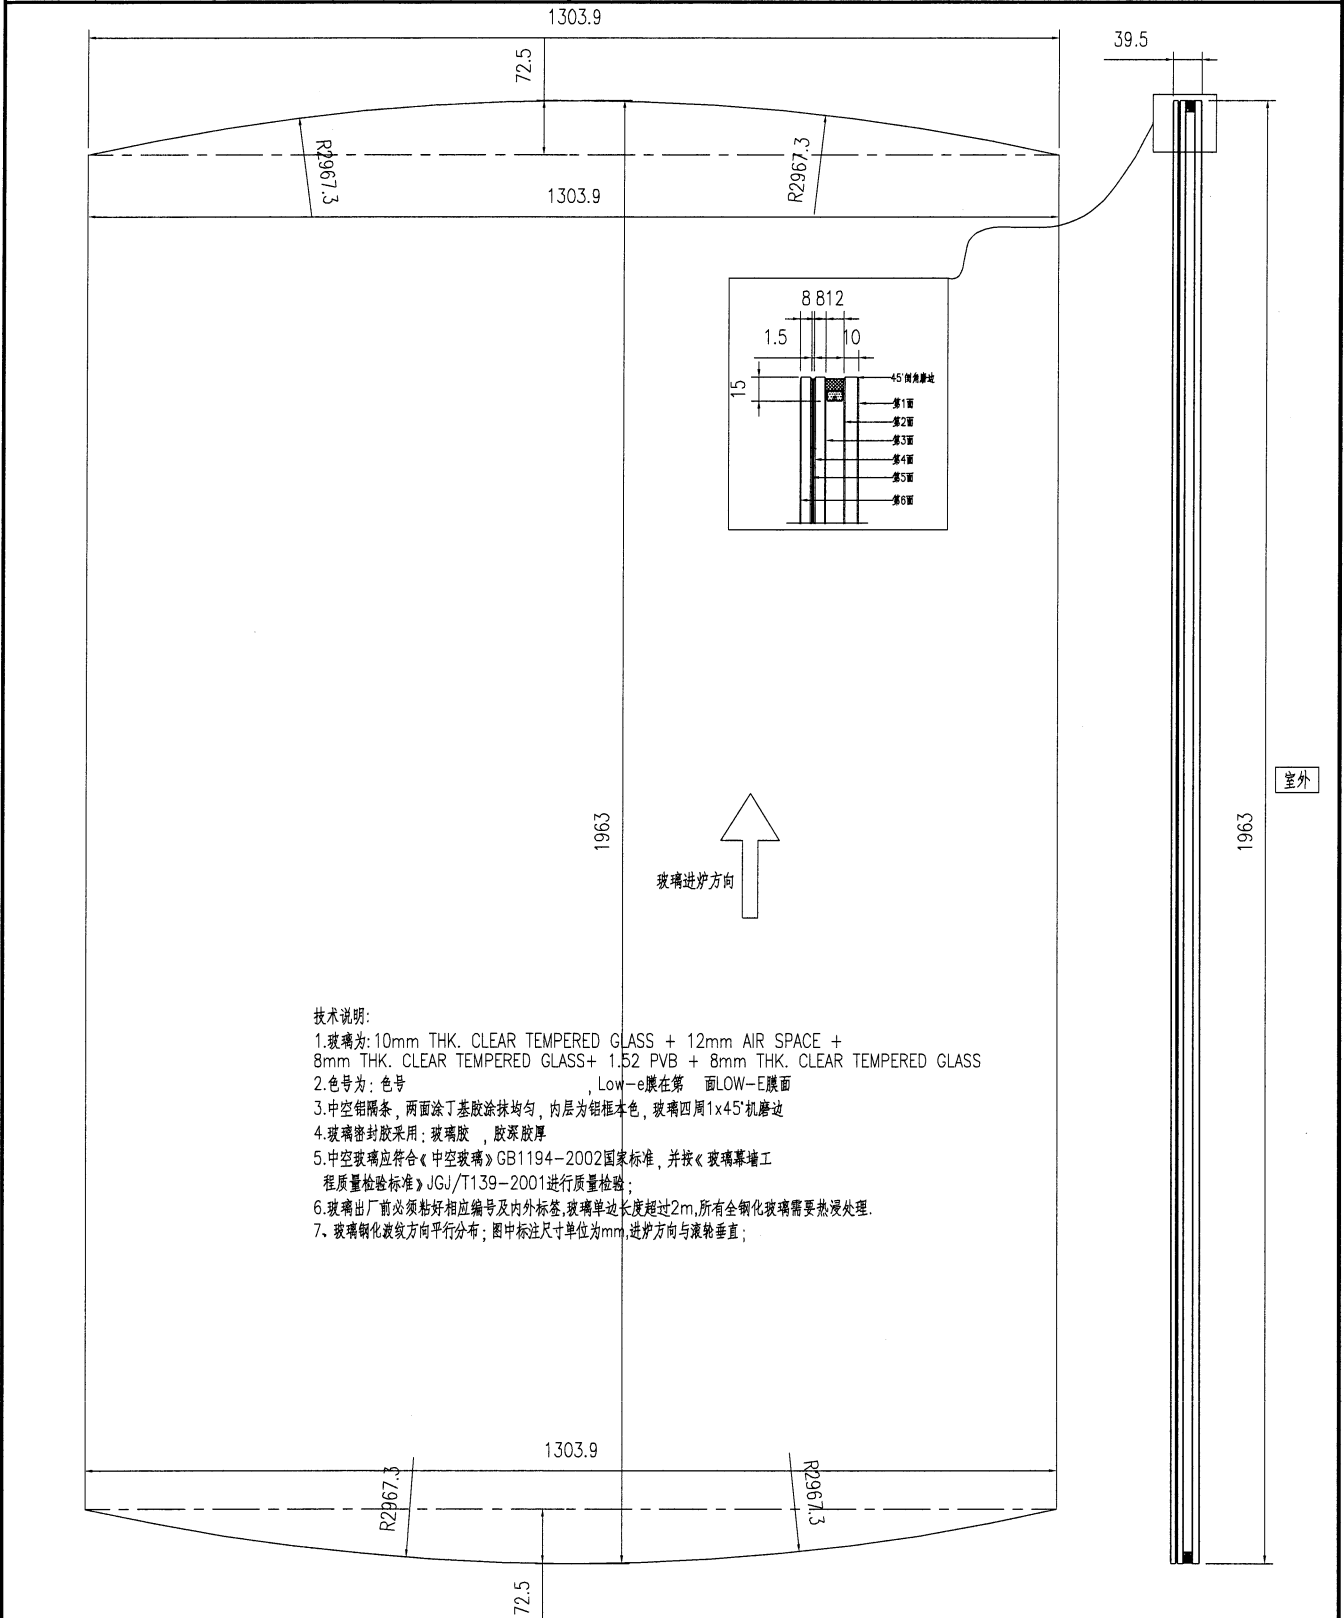 1303.9
39.5
72.5
R2967.3
R2967.3
1303.9
8 812
1.5
10
15
45°倒角磨边
第1面
第2面
第3面
第4面
第5面
第6面
室外
1963
1963
玻璃进炉方向
技术说明:
1.玻璃为: 10mm THK. CLEAR TEMPERED GLASS + 12mm AIR SPACE +
8mm THK. CLEAR TEMPERED GLASS+ 1.52 PVB + 8mm THK. CLEAR TEMPERED GLASS
2.色号为: 色号 , Low-e膜在第 面LOW-E膜面
3.中空铝隔条, 两面涂丁基胶涂抹均匀, 内层为铝框本色, 玻璃四周1x45°机磨边
4.玻璃密封胶采用: 玻璃胶 , 胶深胶厚
5.中空玻璃应符合《中空玻璃》GB1194-2002国家标准, 并按《玻璃幕墙工
程质量检验标准》JGJ/T139-2001进行质量检验;
6.玻璃出厂前必须粘好相应编号及内外标签,玻璃单边长度超过2m,所有全钢化玻璃需要热浸处理.
7、玻璃钢化波纹方向平行分布; 图中标注尺寸单位为mm,进炉方向与滚轮垂直;
1303.9
R2967.3
R2967.3
72.5